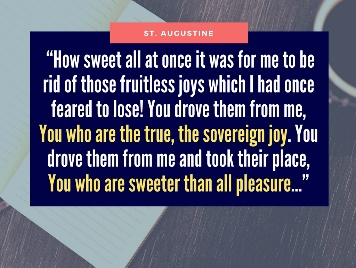 ST. AUGUSTINE
“How sweet all at once it was for me to be
rid of those fruitless joys which I had once
feared to lose! You drove them from me,
You who are the true, the sovereign joy. You
drove them from me and took their place,
You who are sweeter than all pleasure...”